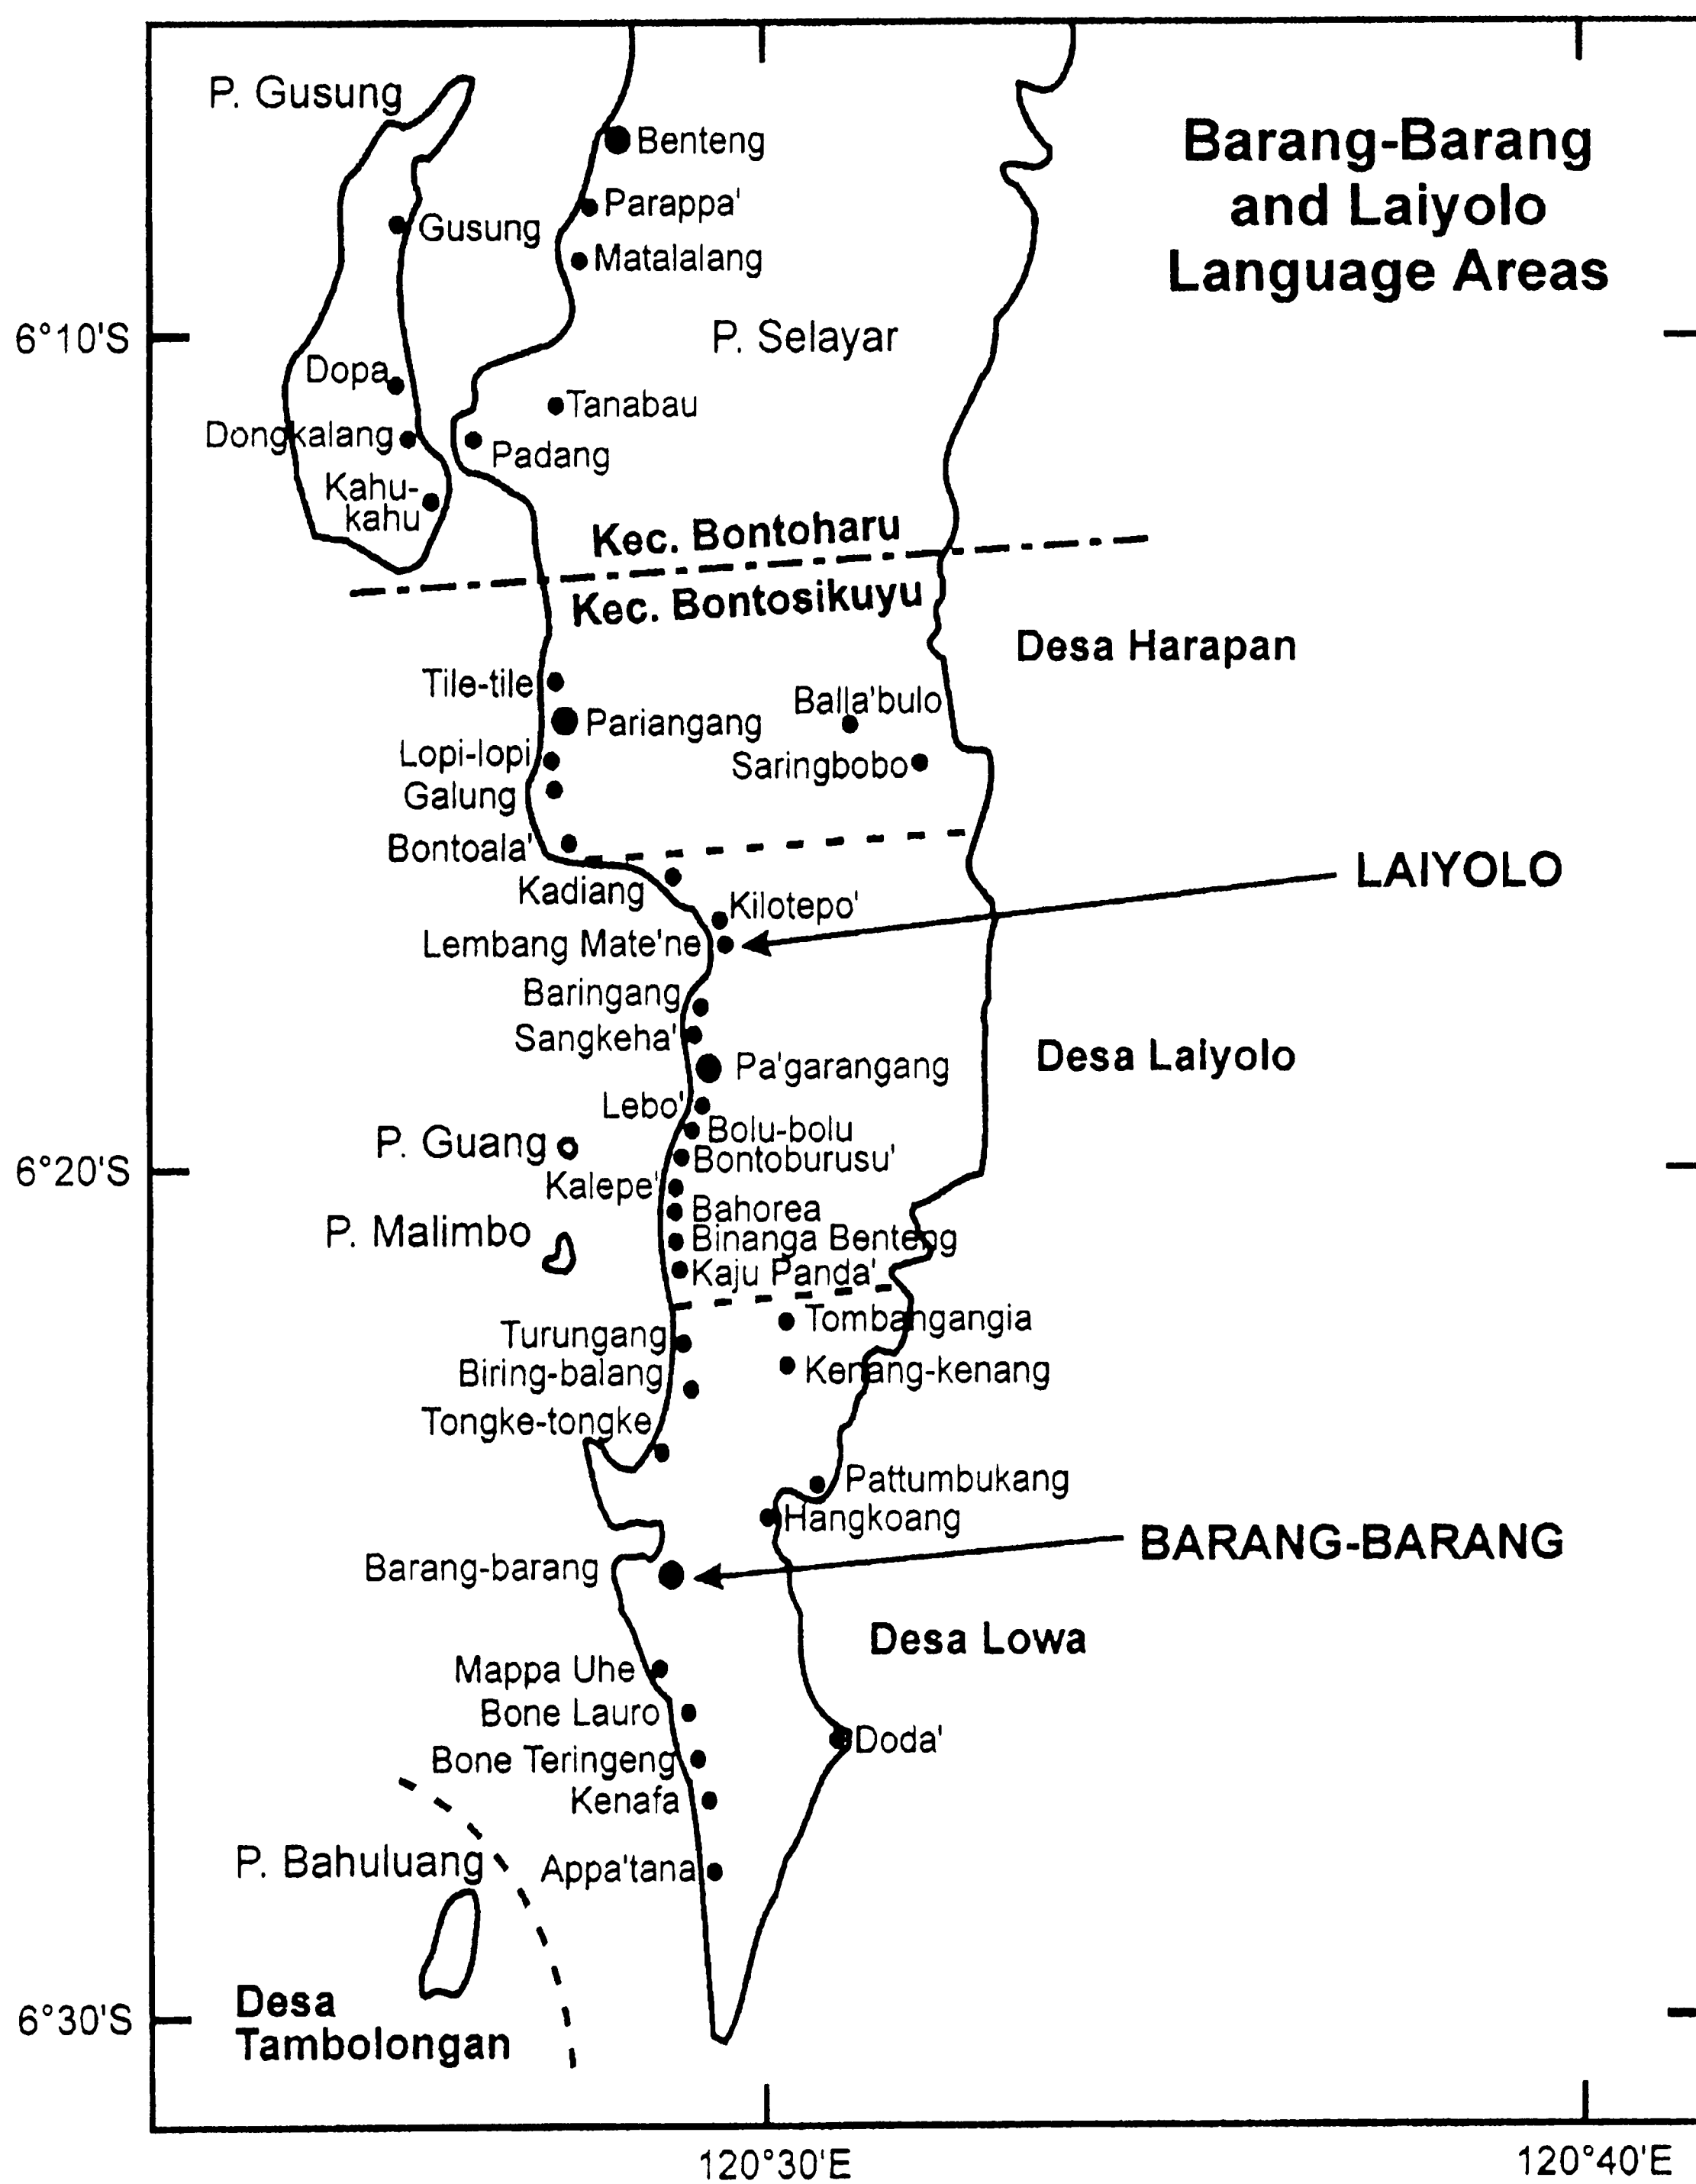 P. Gusung
Benteng
Barang-Barang
and Laiyolo
Language Areas
Parappa'
Gusung
Matalalang
6°10'S
P. Selayar
Dopa
Tanabau
Dongkalang
Padang
Kahu-
kahu
Kec. Bontoharu
Kec. Bontosikuyu
Desa Harapan
Tile-tile
Balla'bulo
Pariangang
Lopi-lopi
Saringbobo
Galung
Bontoala'
LAIYOLO
Kadiang
Kilotepo'
Lembang Mate'ne
Baringang
Sangkeha'
Desa Laiyolo
Pa'garangang
Lebo'
Bolu-bolu
P. Guang
Bontoburusu'
6°20'S
Kalepe'
Bahorea
P. Malimbo
Binanga Benteng
Kaju Panda'
Tombangangia
Turungang
Biring-balang
Kenang-kenang
Tongke-tongke
Pattumbukang
Hangkoang
BARANG-BARANG
Barang-barang
Desa Lowa
Mappa Uhe
Bone Lauro
Doda'
Bone Teringeng
Kenafa
P. Bahuluang
Appa'tana
Desa
Tambolongan
6°30'S
120°30'E
120°40'E